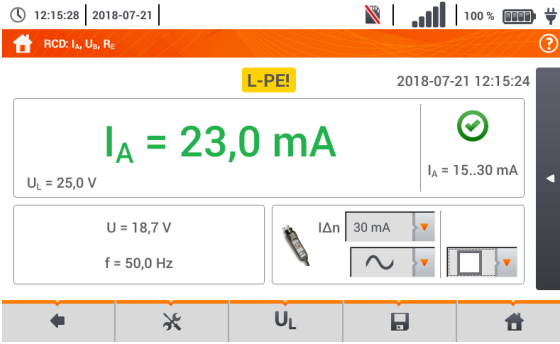 12:15:28 2018-07-21 100 %
RCD: IA, UB, RE ?
L-PE! 2018-07-21 12:15:24
IA = 23,0 mA
IA = 15..30 mA
UL = 25,0 V
U = 18,7 V
f = 50,0 Hz
IΔn 30 mA
UL